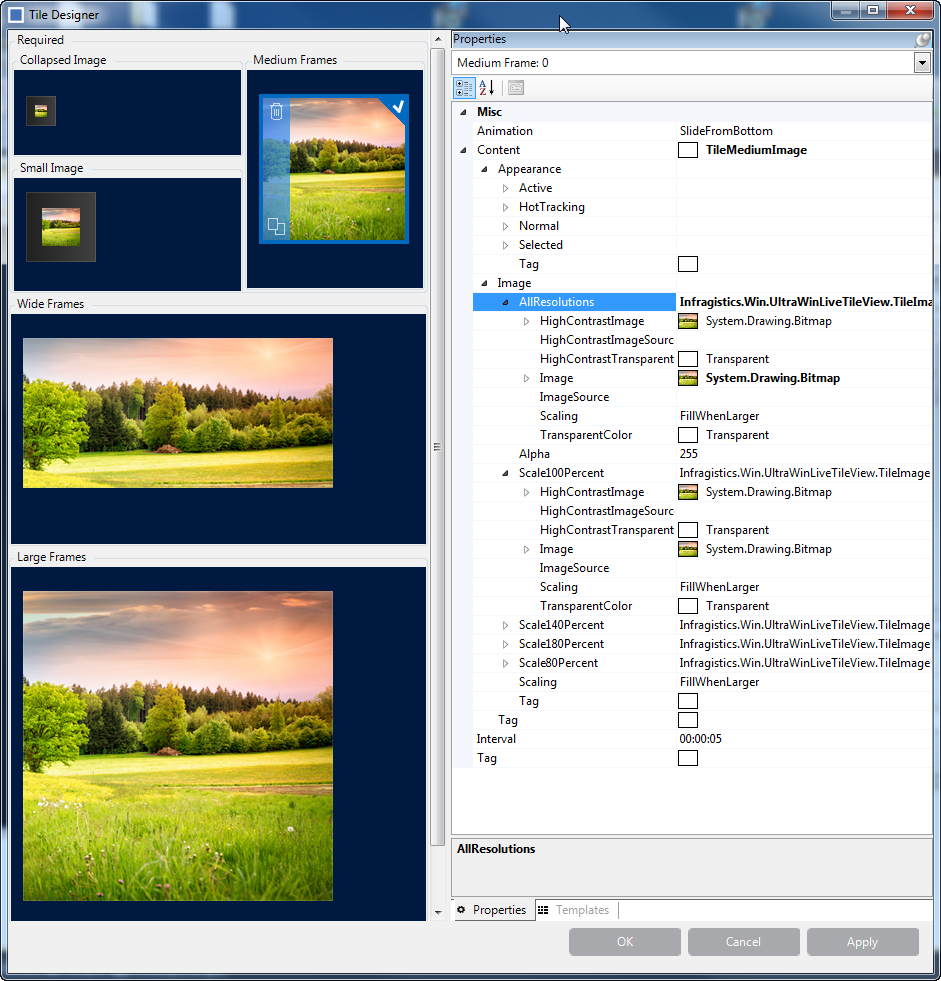 Tile Designer
Required
Collapsed Image
Medium Frames
Small Image
Wide Frames
Large Frames
Properties
Medium Frame: 0
Misc
Animation SlideFromBottom
Content TileMediumImage
Appearance
Active
HotTracking
Normal
Selected
Tag
Image
AllResolutions Infragistics.Win.UltraWinLiveTileView.TileIma
HighContrastImage System.Drawing.Bitmap
HighContrastImageSourc
HighContrastTransparent Transparent
Image System.Drawing.Bitmap
ImageSource
Scaling FillWhenLarger
TransparentColor Transparent
Alpha 255
Scale100Percent Infragistics.Win.UltraWinLiveTileView.TileImage
HighContrastImage System.Drawing.Bitmap
HighContrastImageSourc
HighContrastTransparent Transparent
Image System.Drawing.Bitmap
ImageSource
Scaling FillWhenLarger
TransparentColor Transparent
Scale140Percent Infragistics.Win.UltraWinLiveTileView.TileImage
Scale180Percent Infragistics.Win.UltraWinLiveTileView.TileImage
Scale80Percent Infragistics.Win.UltraWinLiveTileView.TileImage
Scaling FillWhenLarger
Tag
Tag
Interval 00:00:05
Tag
AllResolutions
Properties Templates
OK Cancel Apply